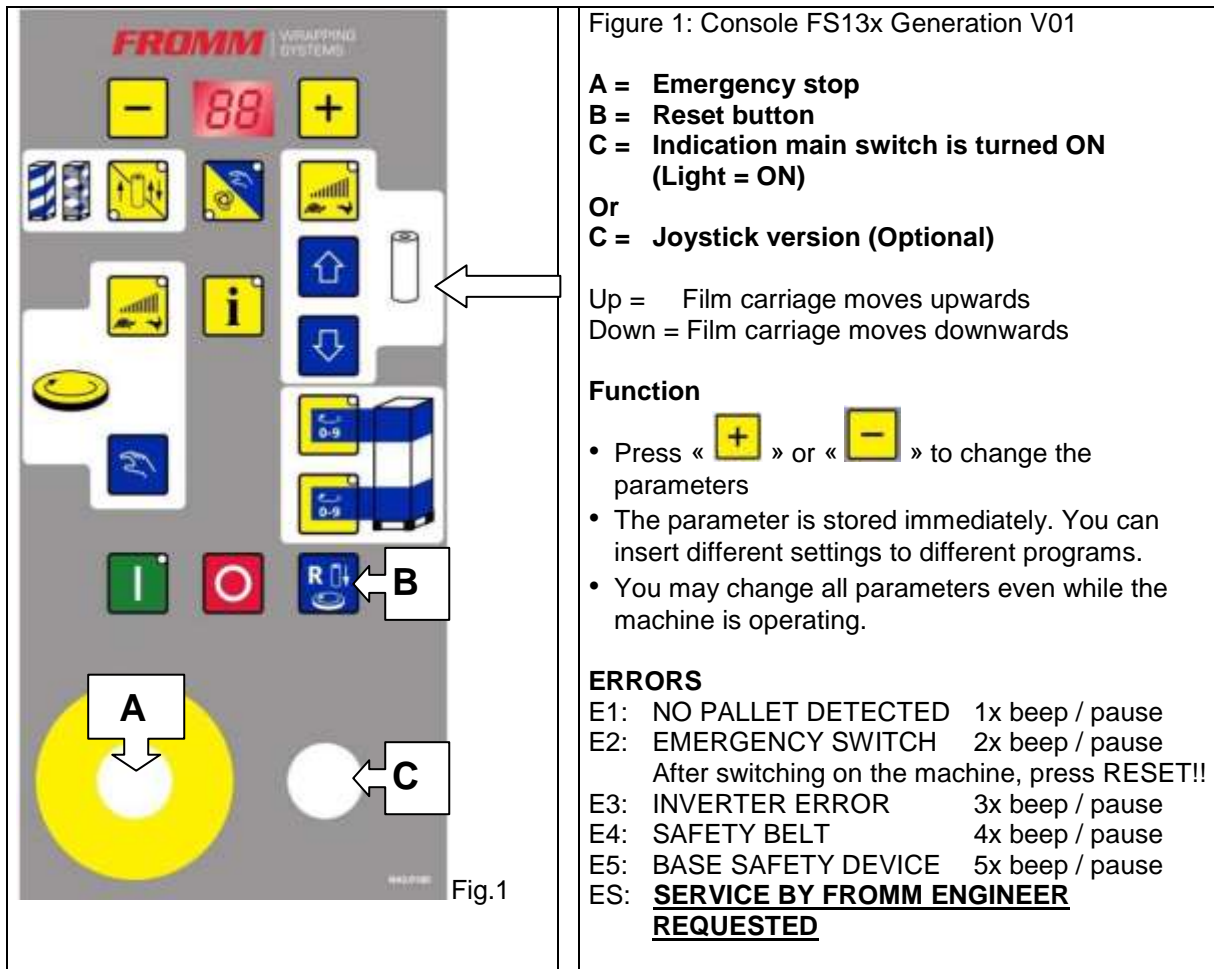 FROMM WRAPPING
SYSTEMS
− 88 +
i
0-9
0-9
I O R
B
A
C
Fig.1
Figure 1: Console FS13x Generation V01
A = Emergency stop
B = Reset button
C = Indication main switch is turned ON
(Light = ON)
Or
C = Joystick version (Optional)
Up = Film carriage moves upwards
Down = Film carriage moves downwards
Function
• Press « + » or « − » to change the
parameters
• The parameter is stored immediately. You can
insert different settings to different programs.
• You may change all parameters even while the
machine is operating.
ERRORS
E1: NO PALLET DETECTED 1x beep / pause
E2: EMERGENCY SWITCH 2x beep / pause
After switching on the machine, press RESET!!
E3: INVERTER ERROR 3x beep / pause
E4: SAFETY BELT 4x beep / pause
E5: BASE SAFETY DEVICE 5x beep / pause
ES: SERVICE BY FROMM ENGINEER
REQUESTED